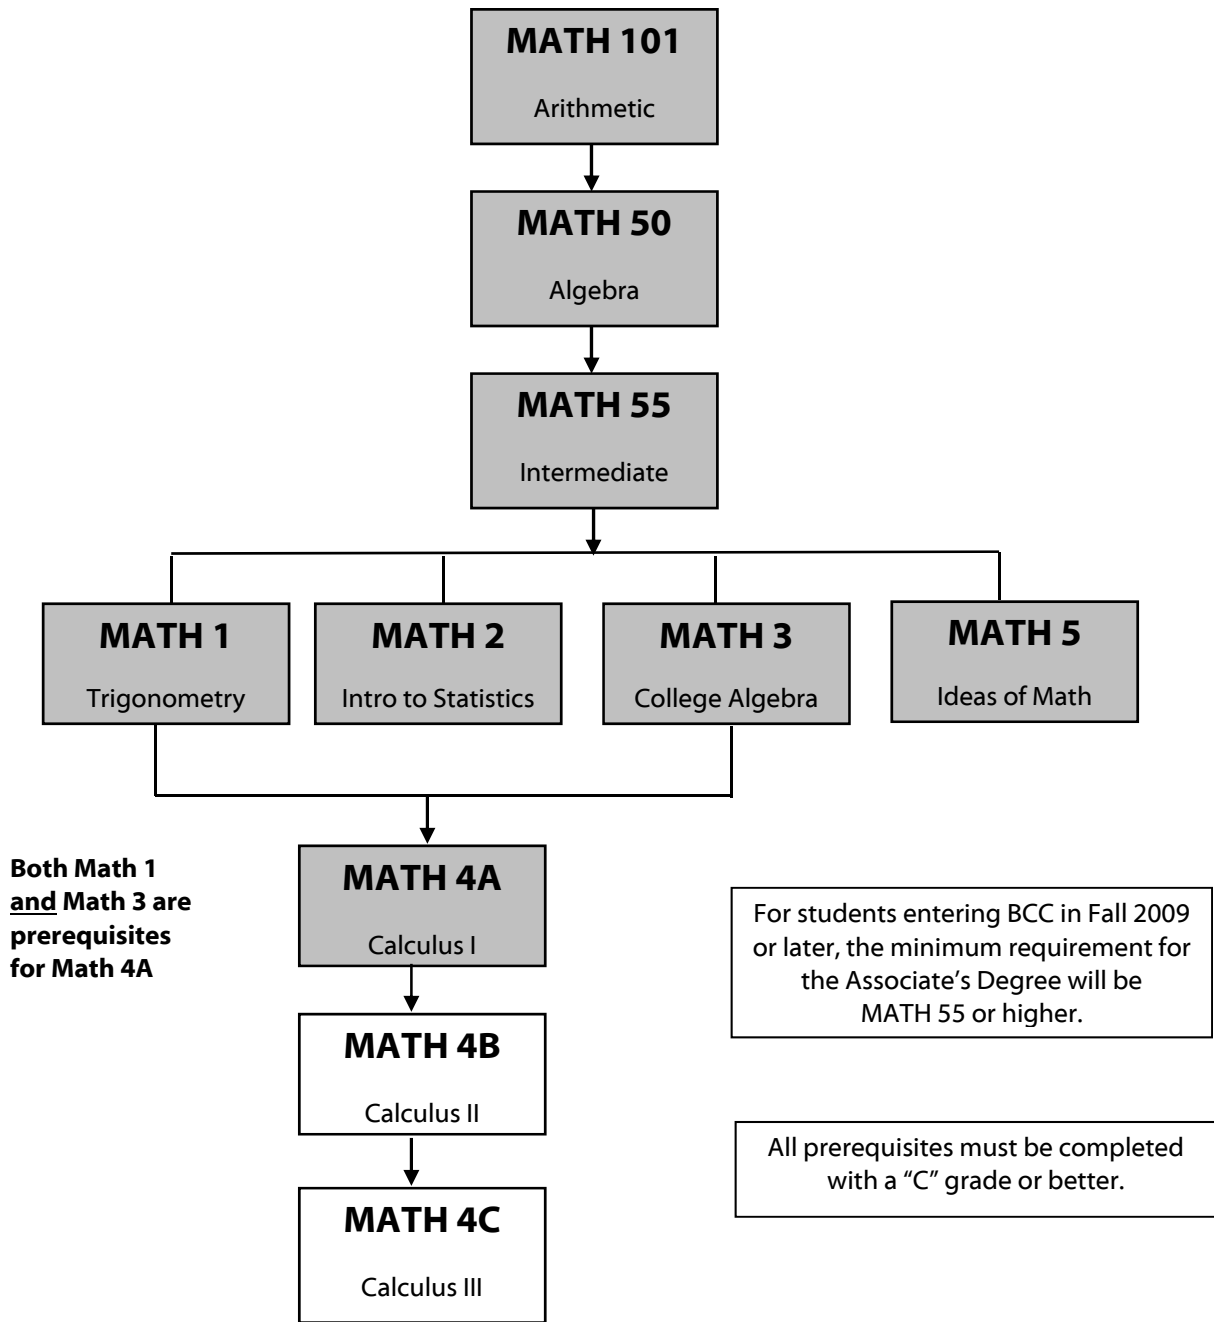 MATH 101
Arithmetic
MATH 50
Algebra
MATH 55
Intermediate
MATH 1
Trigonometry
MATH 2
Intro to Statistics
MATH 3
College Algebra
MATH 5
Ideas of Math
Both Math 1
and Math 3 are
prerequisites
for Math 4A
MATH 4A
Calculus I
For students entering BCC in Fall 2009
or later, the minimum requirement for
the Associate’s Degree will be
MATH 55 or higher.
MATH 4B
Calculus II
All prerequisites must be completed
with a “C” grade or better.
MATH 4C
Calculus III